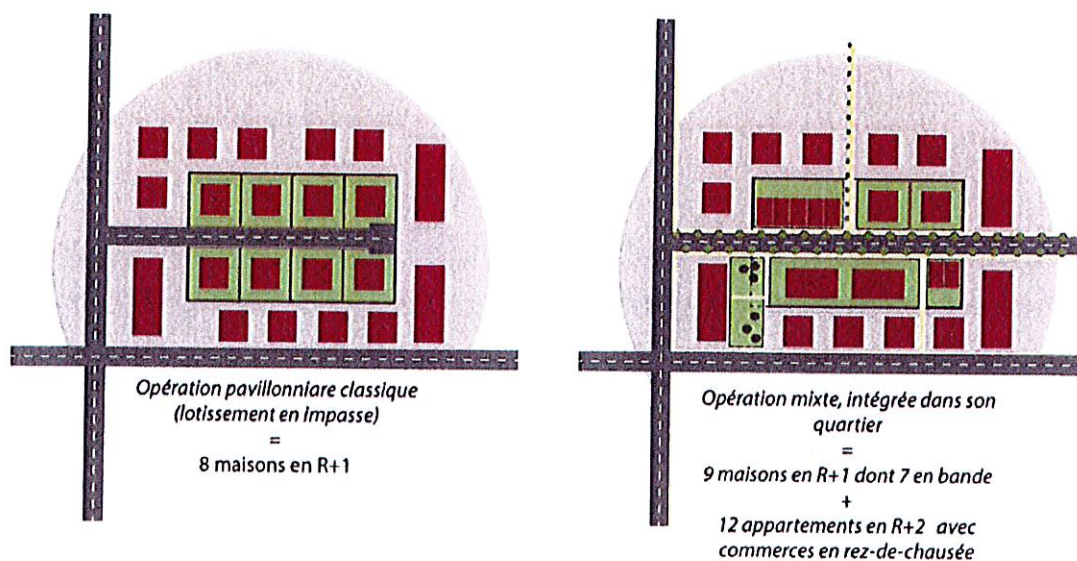 Opération pavillonniare classique
(lotissement en impasse)
=
8 maisons en R+1
Opération mixte, intégrée dans son
quartier
=
9 maisons en R+1 dont 7 en bande
+
12 appartements en R+2 avec
commerces en rez-de-chausée